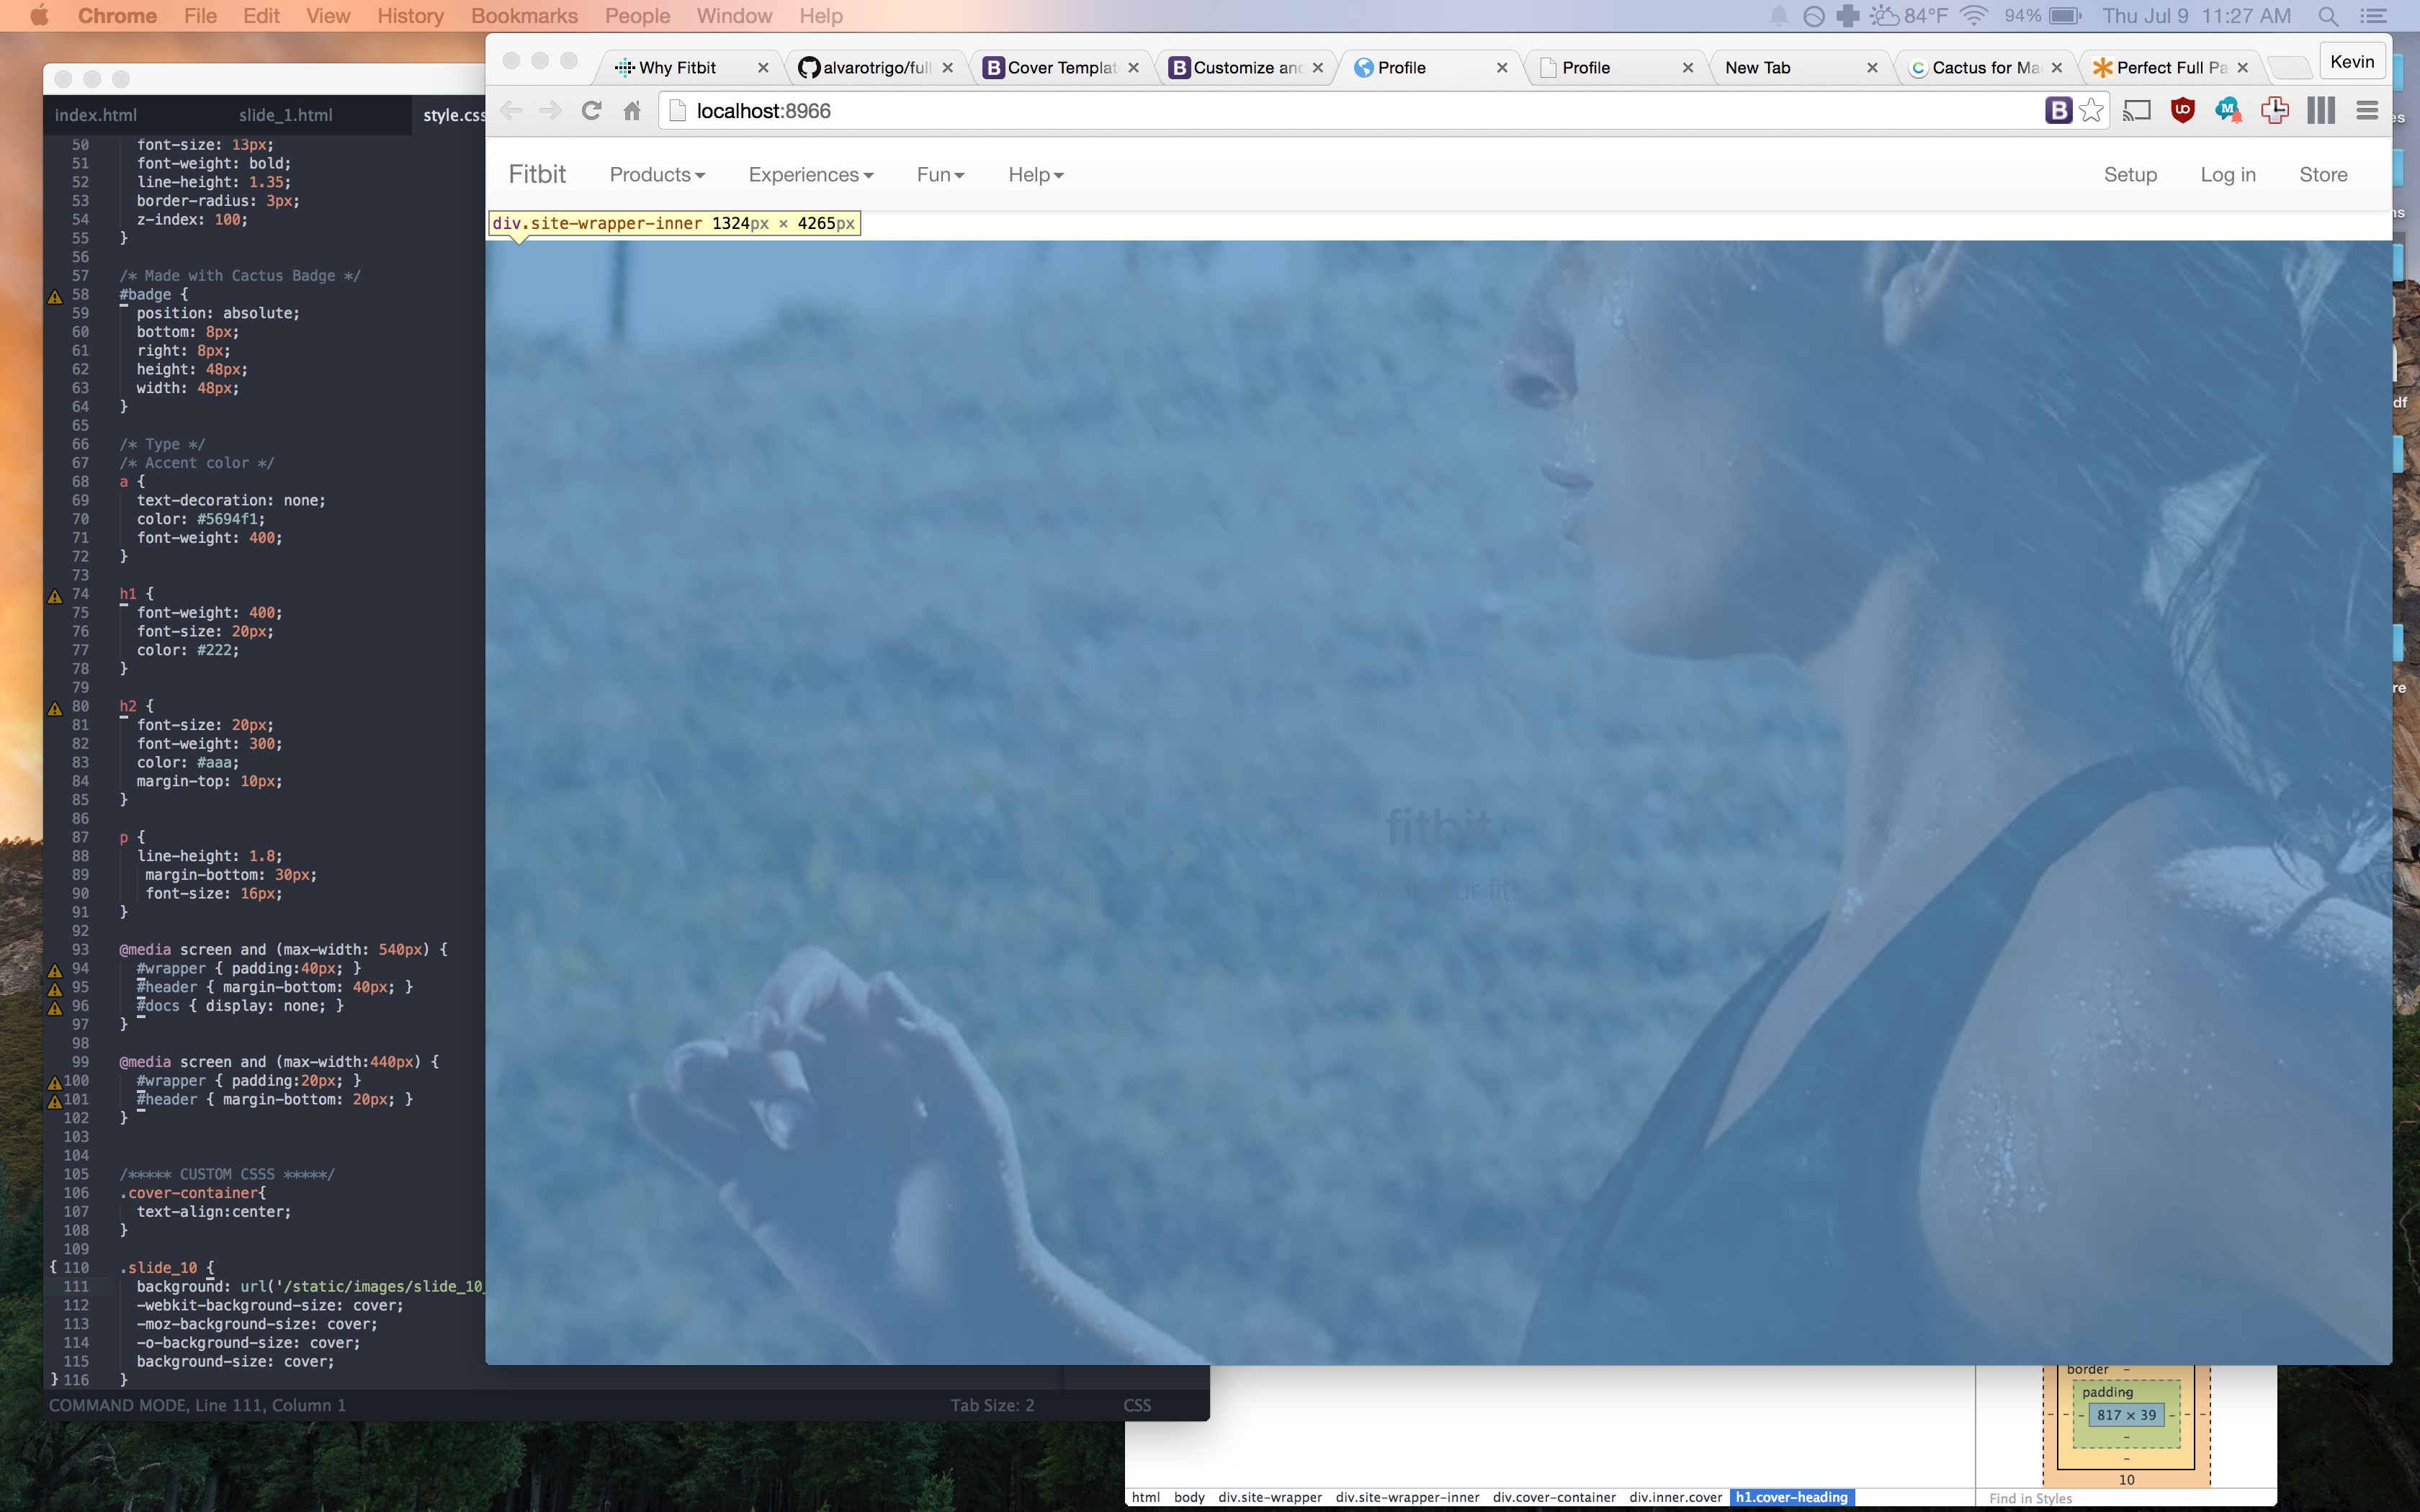 Chrome File Edit View History Bookmarks People Window Help
84°F 94% Thu Jul 9 11:27 AM
Why Fitbit
alvarotrigo/full
Cover Templat
Customize and
Profile
Profile
New Tab
Cactus for Ma
Perfect Full Pa
Kevin
localhost:8966
Fitbit Products Experiences Fun Help Setup Log in Store
div.site-wrapper-inner 1324px × 4265px
fitbit
index.html slide_1.html style.css
50 font-size: 13px;
51 font-weight: bold;
52 line-height: 1.35;
53 border-radius: 3px;
54 z-index: 100;
55 }
56
57 /* Made with Cactus Badge */
58 #badge {
59 position: absolute;
60 bottom: 8px;
61 right: 8px;
62 height: 48px;
63 width: 48px;
64 }
65
66 /* Type */
67 /* Accent color */
68 a {
69 text-decoration: none;
70 color: #5694f1;
71 font-weight: 400;
72 }
73
74 h1 {
75 font-weight: 400;
76 font-size: 20px;
77 color: #222;
78 }
79
80 h2 {
81 font-size: 20px;
82 font-weight: 300;
83 color: #aaa;
84 margin-top: 10px;
85 }
86
87 p {
88 line-height: 1.8;
89 margin-bottom: 30px;
90 font-size: 16px;
91 }
92
93 @media screen and (max-width: 540px) {
94 #wrapper { padding:40px; }
95 #header { margin-bottom: 40px; }
96 #docs { display: none; }
97 }
98
99 @media screen and (max-width:440px) {
100 #wrapper { padding:20px; }
101 #header { margin-bottom: 20px; }
102 }
103
104
105 /***** CUSTOM CSSS *****/
106 .cover-container{
107 text-align:center;
108 }
109
{ 110 .slide_10 {
111 background: url('/static/images/slide_10_
112 -webkit-background-size: cover;
113 -moz-background-size: cover;
114 -o-background-size: cover;
115 background-size: cover;
} 116 }
COMMAND MODE, Line 111, Column 1 Tab Size: 2 CSS
border –
padding
817 × 39
10
html body div.site-wrapper div.site-wrapper-inner div.cover-container div.inner.cover h1.cover-heading
Find in Styles